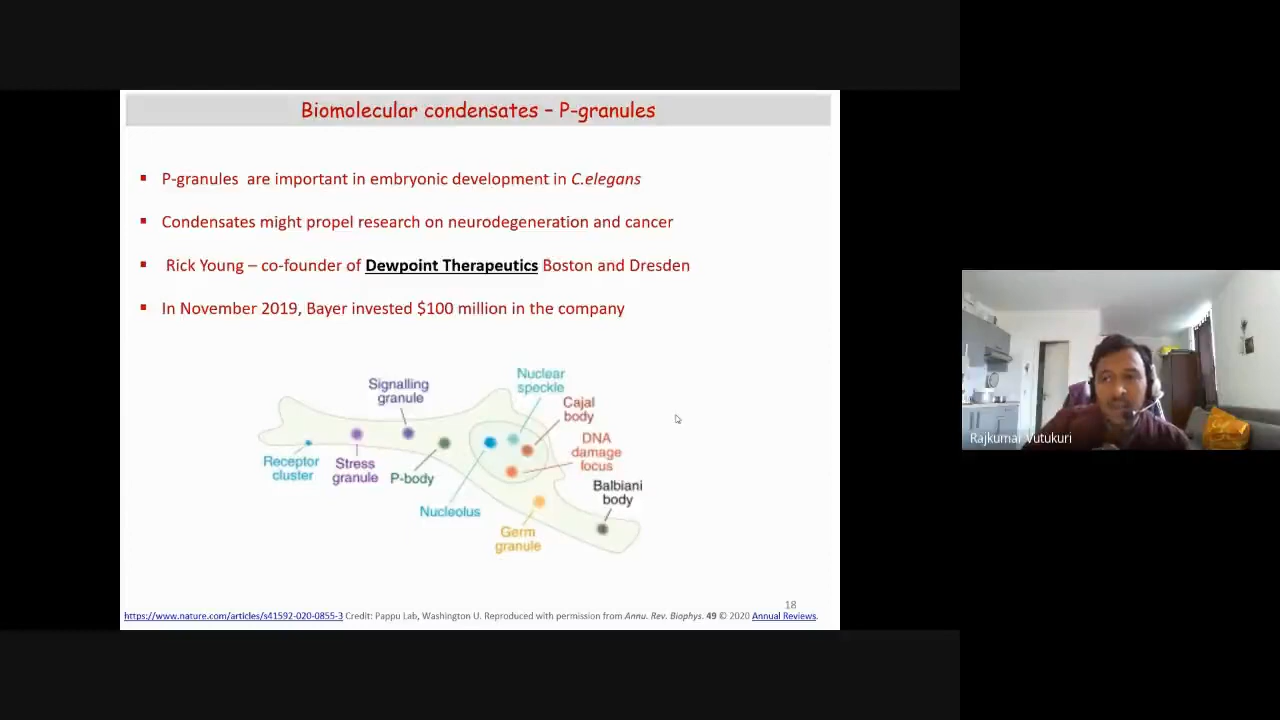 Biomolecular condensates – P-granules
▪ P-granules are important in embryonic development in C.elegans
▪ Condensates might propel research on neurodegeneration and cancer
▪ Rick Young – co-founder of Dewpoint Therapeutics Boston and Dresden
▪ In November 2019, Bayer invested $100 million in the company
Nuclear
speckle
Signalling
granule
Cajal
body
DNA
damage
focus
Receptor
cluster
Stress
granule
P-body
Balbiani
body
Nucleolus
Germ
granule
18
https://www.nature.com/articles/s41592-020-0855-3 Credit: Pappu Lab, Washington U. Reproduced with permission from Annu. Rev. Biophys. 49 © 2020 Annual Reviews.
Rajkumar Vutukuri